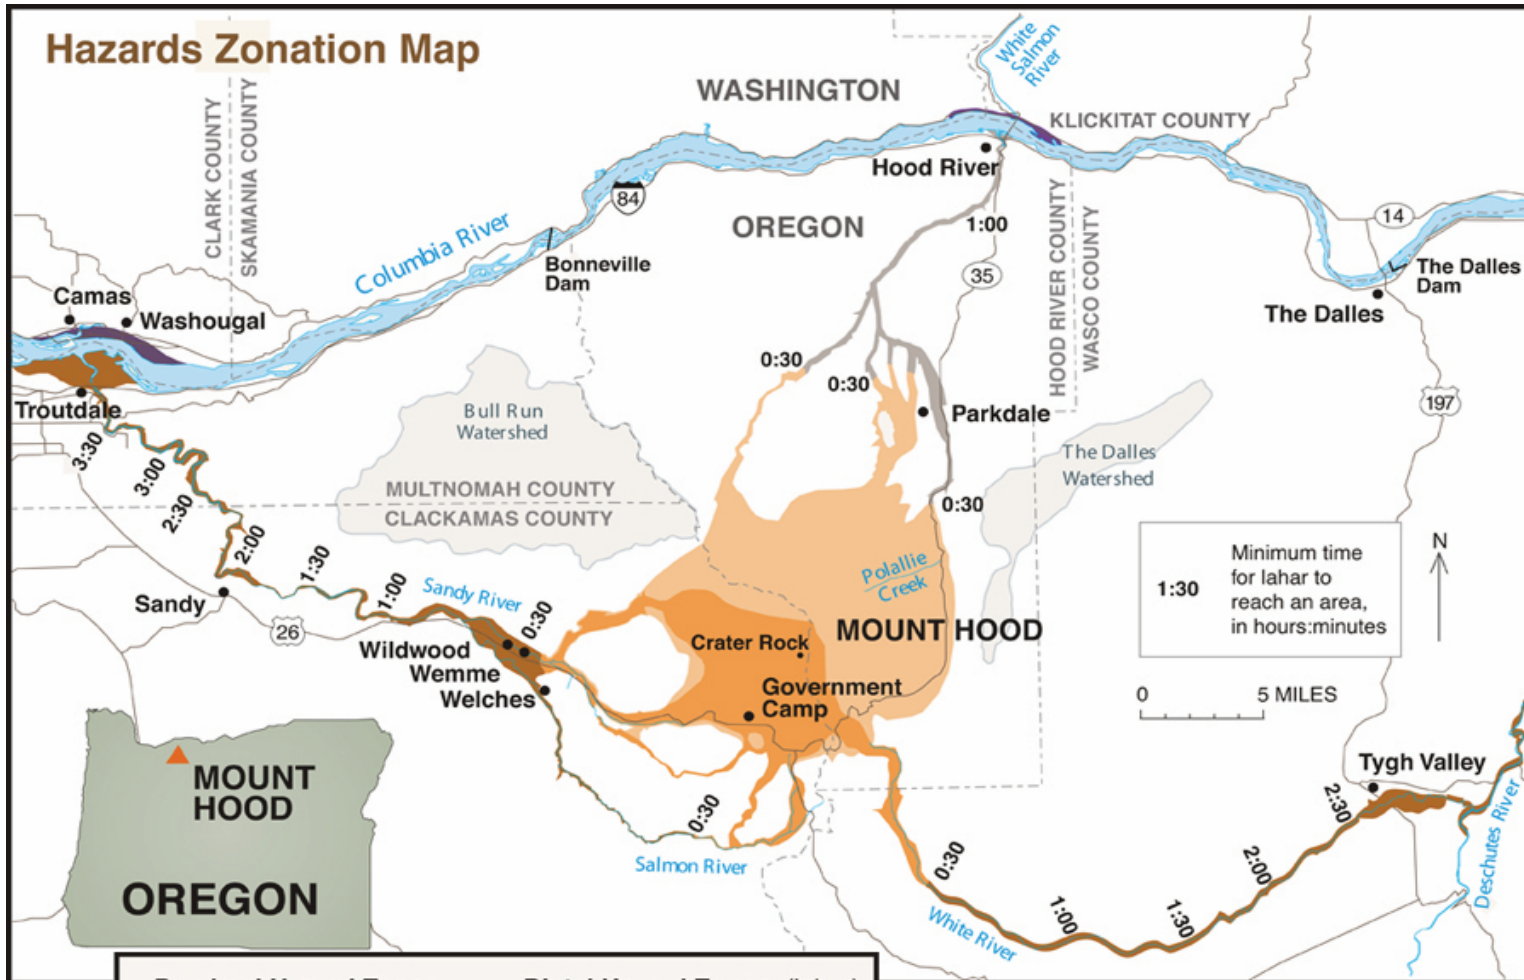 Hazards Zonation Map
WASHINGTON
White
Salmon
River
KLICKITAT COUNTY
CLARK COUNTY
SKAMANIA COUNTY
Hood River
84
OREGON
1:00
14
Columbia River
Bonneville
Dam
35
HOOD RIVER COUNTY
WASCO COUNTY
The Dalles
Dam
The Dalles
Camas
Washougal
0:30
0:30
Troutdale
Bull Run
Watershed
Parkdale
197
3:30
3:00
2:30
2:00
1:30
1:00
0:30
The Dalles
Watershed
MULTNOMAH COUNTY
CLACKAMAS COUNTY
0:30
Polallie
Creek
Sandy River
Sandy
26
1:30
Minimum time
for lahar to
reach an area,
in hours:minutes
N
Wildwood
Wemme
Welches
Crater Rock
MOUNT HOOD
Government
Camp
0
5 MILES
MOUNT
HOOD
OREGON
0:30
Salmon River
Tygh Valley
2:30
Deschutes River
0:30
1:00
1:30
2:00
White River